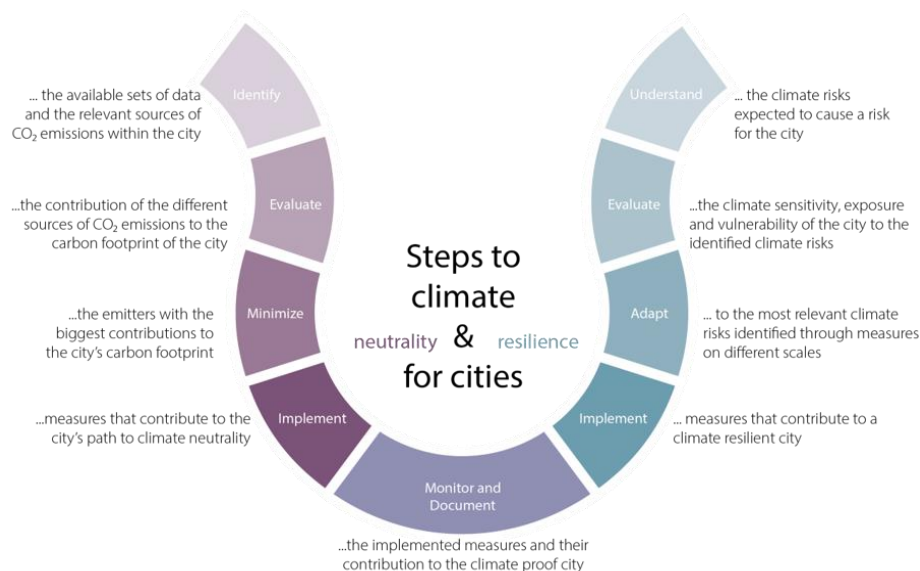 Identify
... the available sets of data
and the relevant sources of
CO₂ emissions within the city
Evaluate
...the contribution of the different
sources of CO₂ emissions to the
carbon footprint of the city
Minimize
...the emitters with the
biggest contributions to
the city's carbon footprint
Implement
...measures that contribute to the
city's path to climate neutrality
Steps to
climate
neutrality & resilience
for cities
Understand
... the climate risks
expected to cause a risk
for the city
Evaluate
...the climate sensitivity, exposure
and vulnerability of the city to the
identified climate risks
Adapt
... to the most relevant climate
risks identified through measures
on different scales
Implement
... measures that contribute to a
climate resilient city
Monitor and
Document
...the implemented measures and their
contribution to the climate proof city